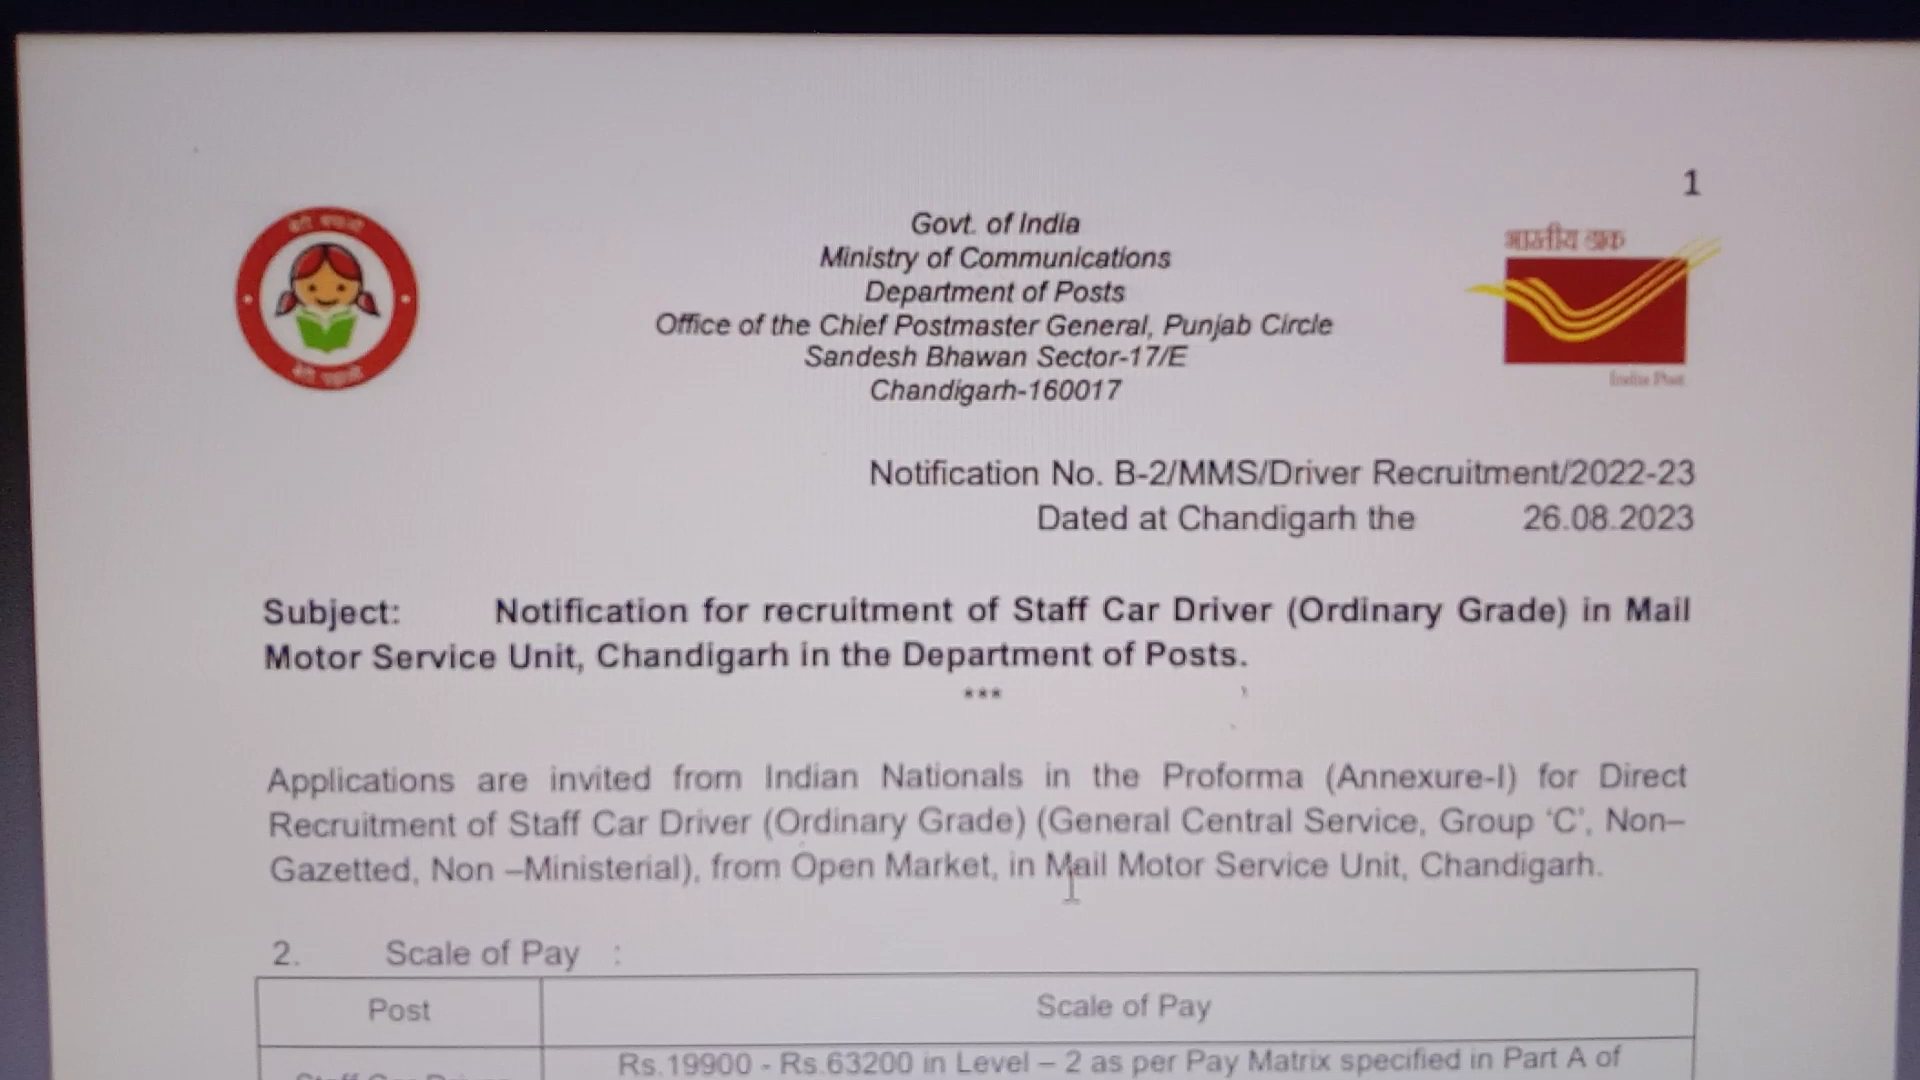 1
Govt. of India
Ministry of Communications
Department of Posts
Office of the Chief Postmaster General, Punjab Circle
Sandesh Bhawan Sector-17/E
Chandigarh-160017
भारतीय डाक
India Post
Notification No. B-2/MMS/Driver Recruitment/2022-23
Dated at Chandigarh the 26.08.2023
Subject: Notification for recruitment of Staff Car Driver (Ordinary Grade) in Mail
Motor Service Unit, Chandigarh in the Department of Posts.
***
Applications are invited from Indian Nationals in the Proforma (Annexure-I) for Direct
Recruitment of Staff Car Driver (Ordinary Grade) (General Central Service, Group ‘C’, Non–
Gazetted, Non –Ministerial), from Open Market, in Mail Motor Service Unit, Chandigarh.
2. Scale of Pay :
Post Scale of Pay
Rs.19900 - Rs.63200 in Level – 2 as per Pay Matrix specified in Part A of